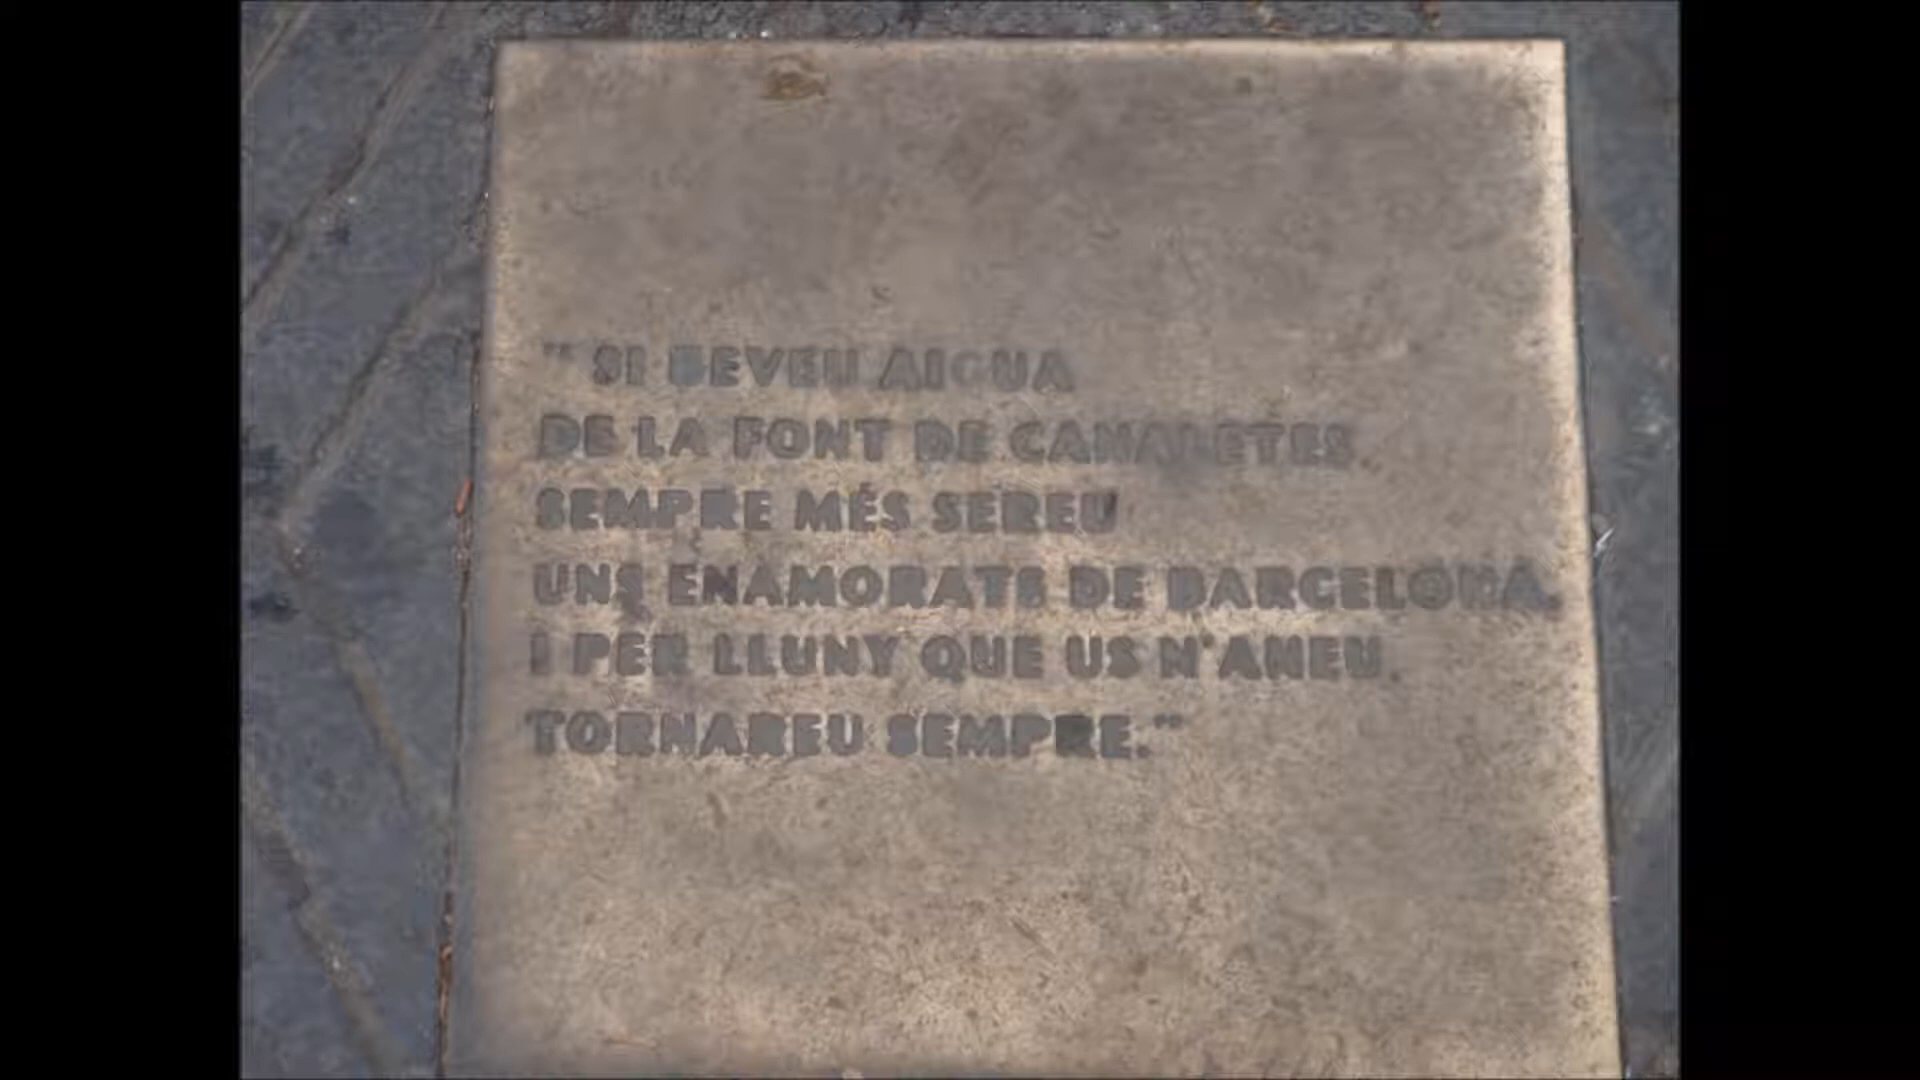 " SI BEVEU AIGUA
DE LA FONT DE CANALETES
SEMPRE MÉS SEREU
UNS ENAMORATS DE BARCELONA.
I PER LLUNY QUE US N'ANEU
TORNAREU SEMPRE."